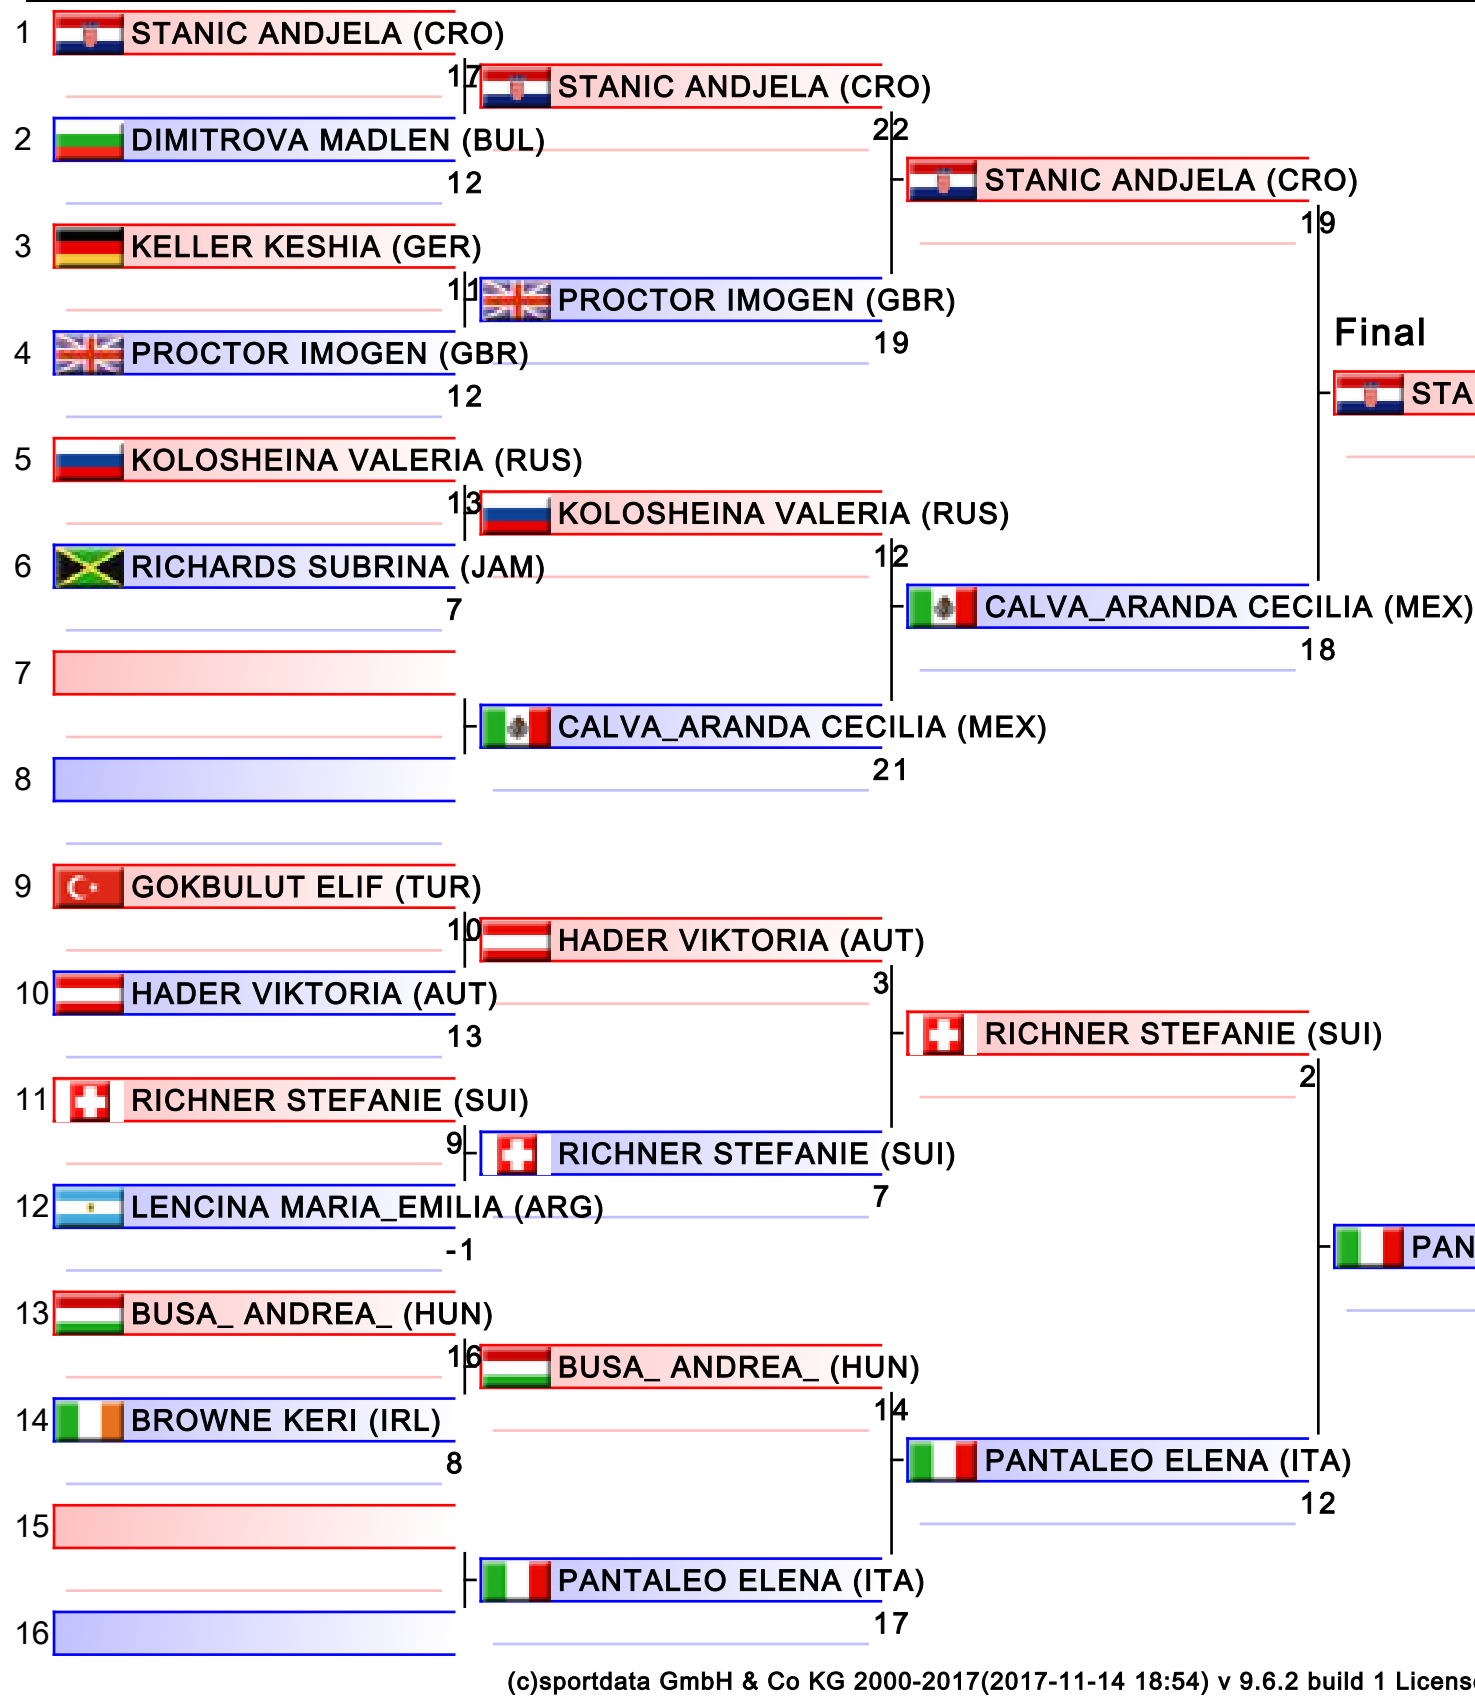 1 STANIC ANDJELA (CRO)
17
2 DIMITROVA MADLEN (BUL)
12
3 KELLER KESHIA (GER)
11
4 PROCTOR IMOGEN (GBR)
12
5 KOLOSHEINA VALERIA (RUS)
13
6 RICHARDS SUBRINA (JAM)
7
7
8
9 GOKBULUT ELIF (TUR)
10
10 HADER VIKTORIA (AUT)
13
11 RICHNER STEFANIE (SUI)
9
12 LENCINA MARIA_EMILIA (ARG)
-1
13 BUSA_ ANDREA_ (HUN)
16
14 BROWNE KERI (IRL)
8
15
16
STANIC ANDJELA (CRO)
22
PROCTOR IMOGEN (GBR)
19
KOLOSHEINA VALERIA (RUS)
12
CALVA_ARANDA CECILIA (MEX)
21
HADER VIKTORIA (AUT)
3
RICHNER STEFANIE (SUI)
7
BUSA_ ANDREA_ (HUN)
14
PANTALEO ELENA (ITA)
17
STANIC ANDJELA (CRO)
19
CALVA_ARANDA CECILIA (MEX)
18
RICHNER STEFANIE (SUI)
2
PANTALEO ELENA (ITA)
12
Final
STA
PAN
(c)sportdata GmbH & Co KG 2000-2017(2017-11-14 18:54) v 9.6.2 build 1 License